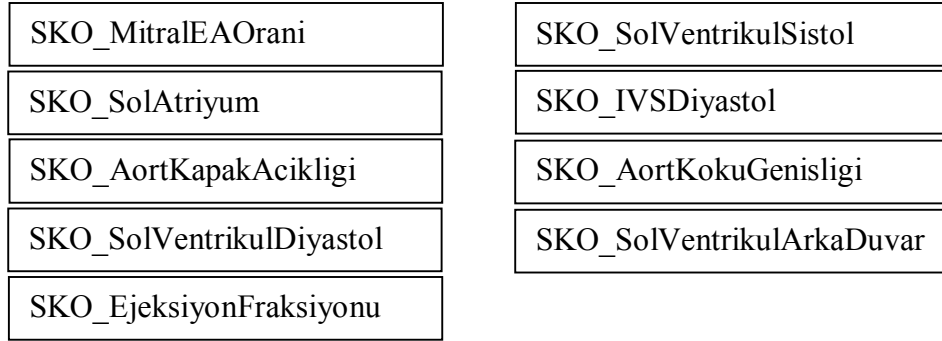 SKO_MitralEAOrani
SKO_SolAtriyum
SKO_AortKapakAcikligi
SKO_SolVentrikulDiyastol
SKO_EjeksiyonFraksiyonu
SKO_SolVentrikulSistol
SKO_IVSDiyastol
SKO_AortKokuGenisligi
SKO_SolVentrikulArkaDuvar